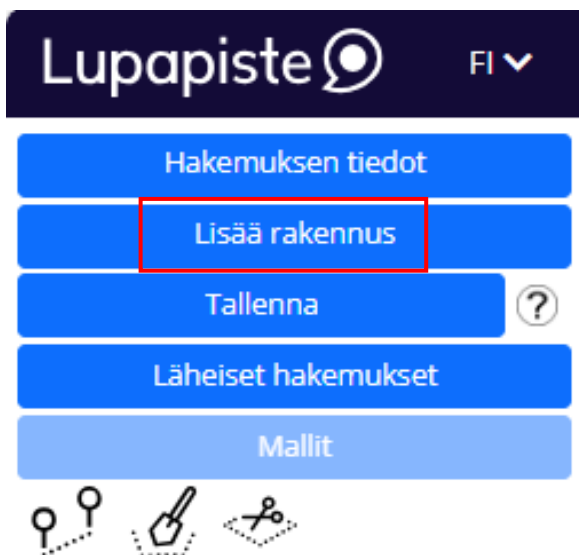 Lupapiste FI
Hakemuksen tiedot
Lisää rakennus
Tallenna ?
Läheiset hakemukset
Mallit